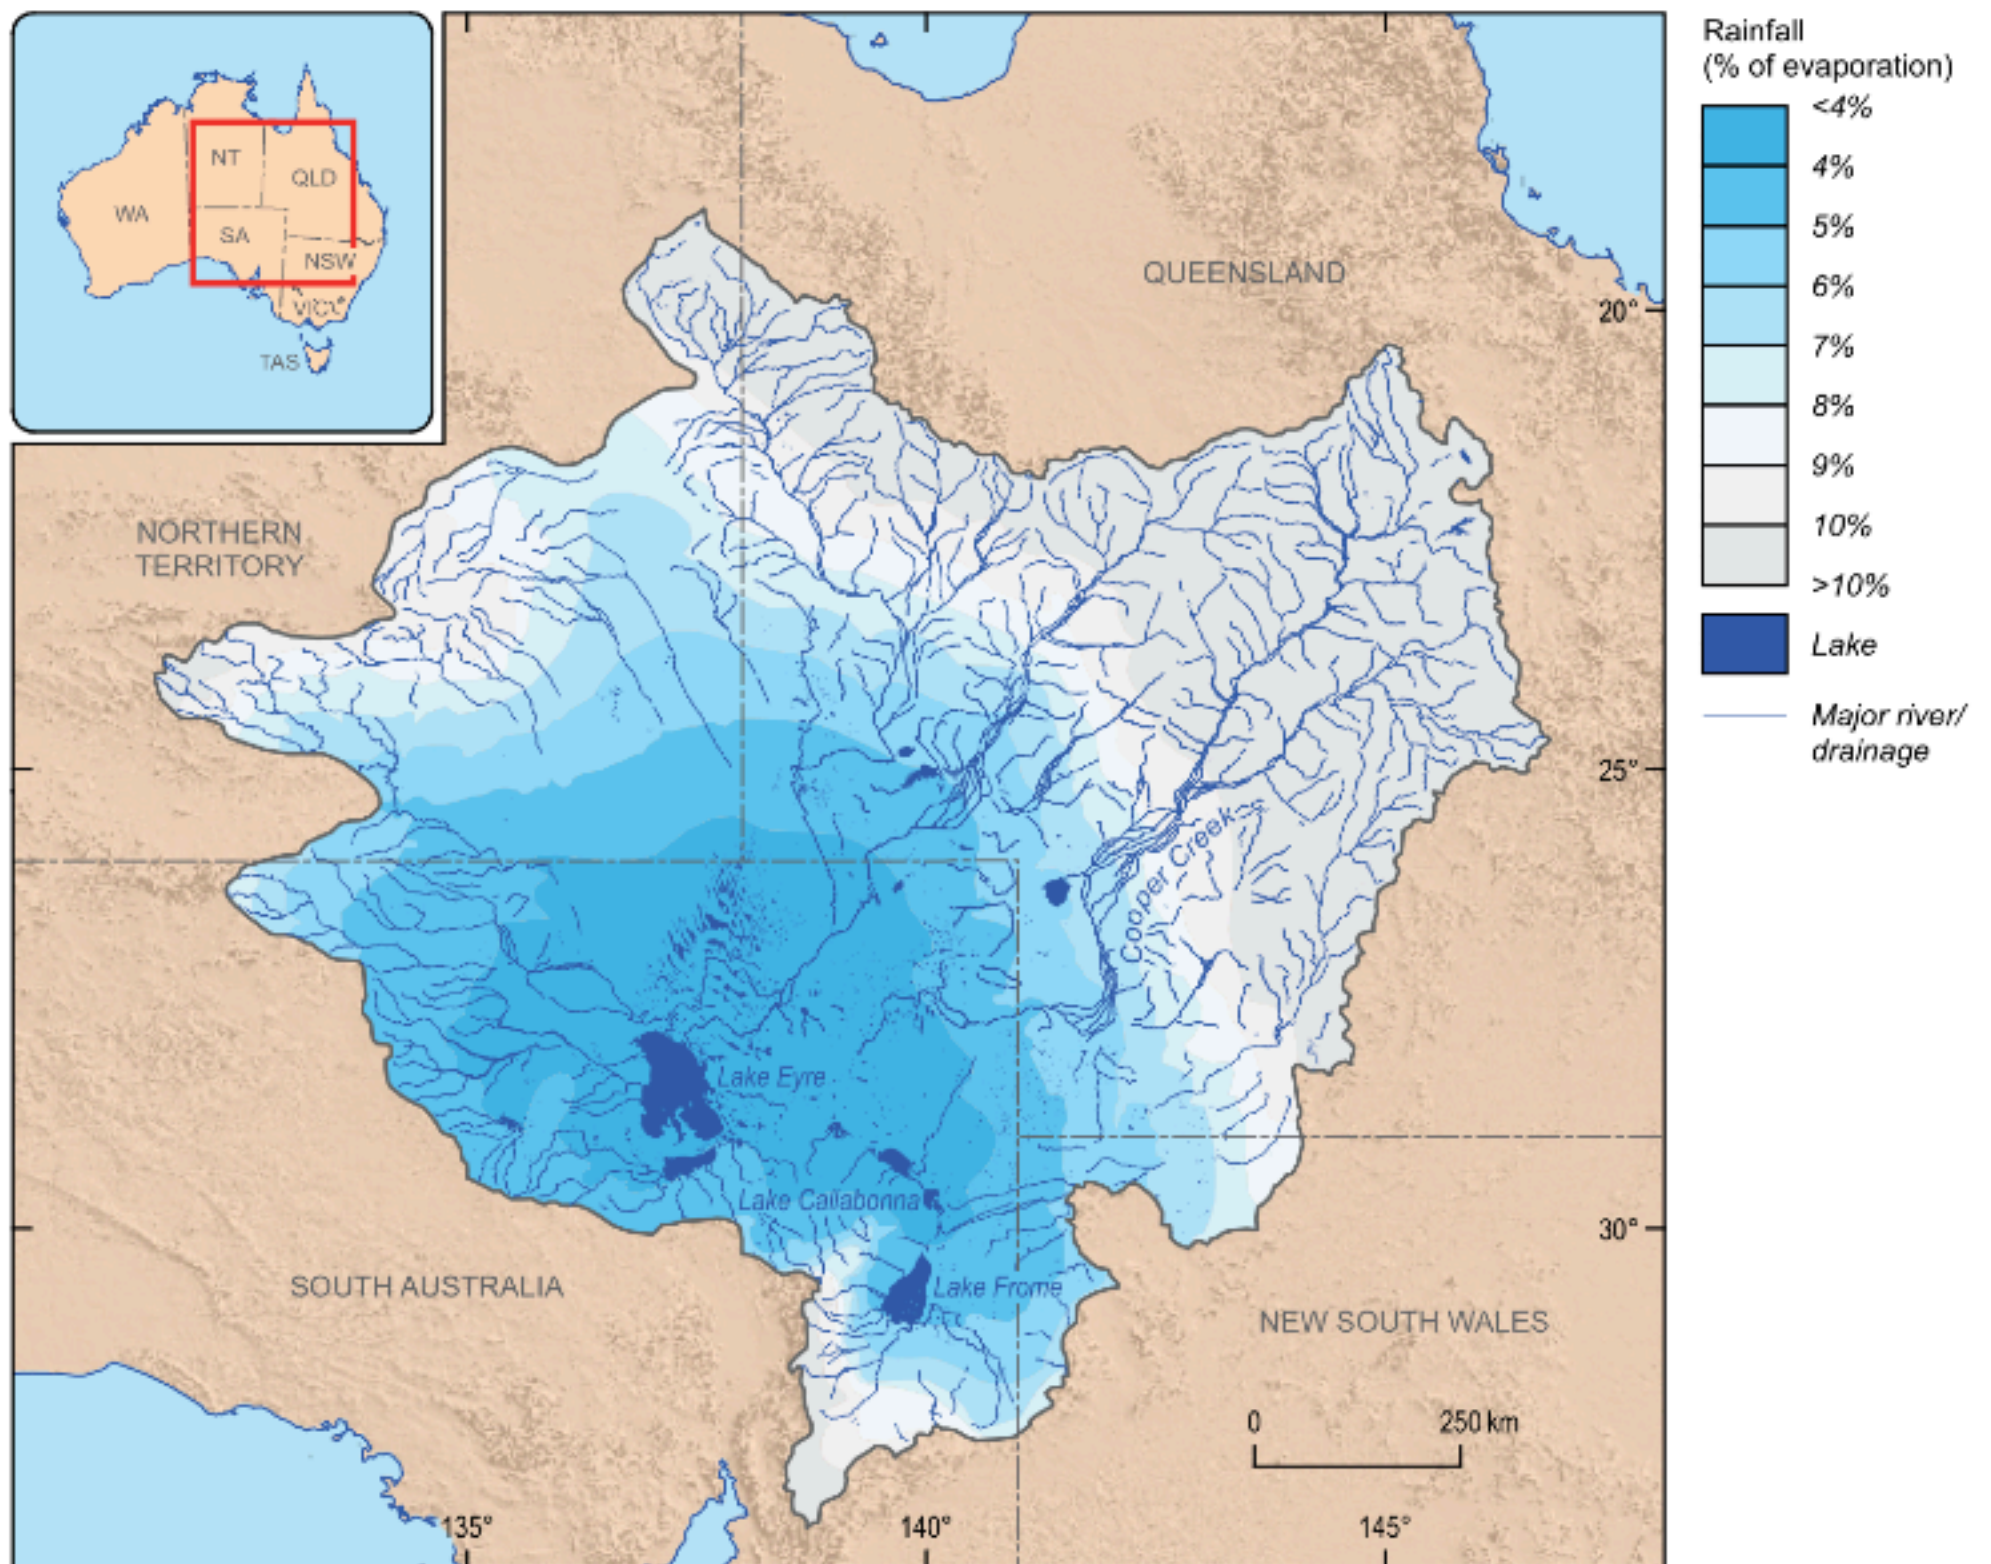 WA
NT
QLD
SA
NSW
TAS
Rainfall
(% of evaporation)
<4%
4%
5%
6%
7%
8%
9%
10%
>10%
Lake
Major river/
drainage
QUEENSLAND
NORTHERN
TERRITORY
Cooper Creek
Lake Eyre
Lake Callabonna
Lake Frome
SOUTH AUSTRALIA
NEW SOUTH WALES
20°
25°
30°
0 250 km
135° 140° 145°